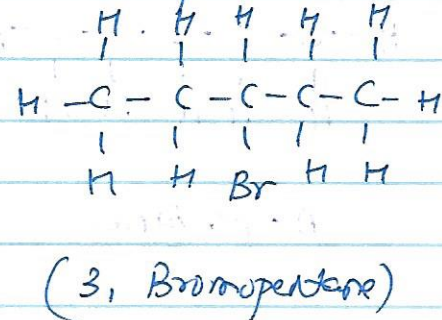 H H H H H
H - C - C - C - C - C - H
H H Br H H
(3, Bromopentane)